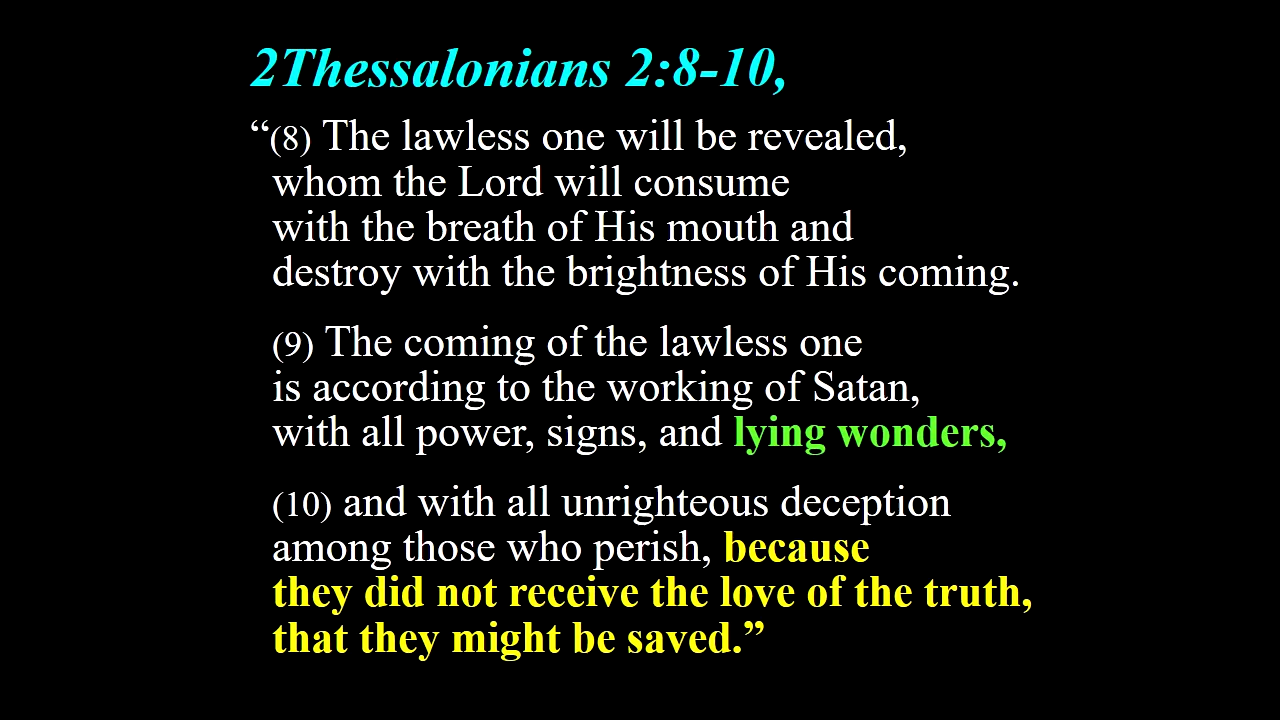 2Thessalonians 2:8-10,
“(8) The lawless one will be revealed,
whom the Lord will consume
with the breath of His mouth and
destroy with the brightness of His coming.
(9) The coming of the lawless one
is according to the working of Satan,
with all power, signs, and lying wonders,
(10) and with all unrighteous deception
among those who perish, because
they did not receive the love of the truth,
that they might be saved.”